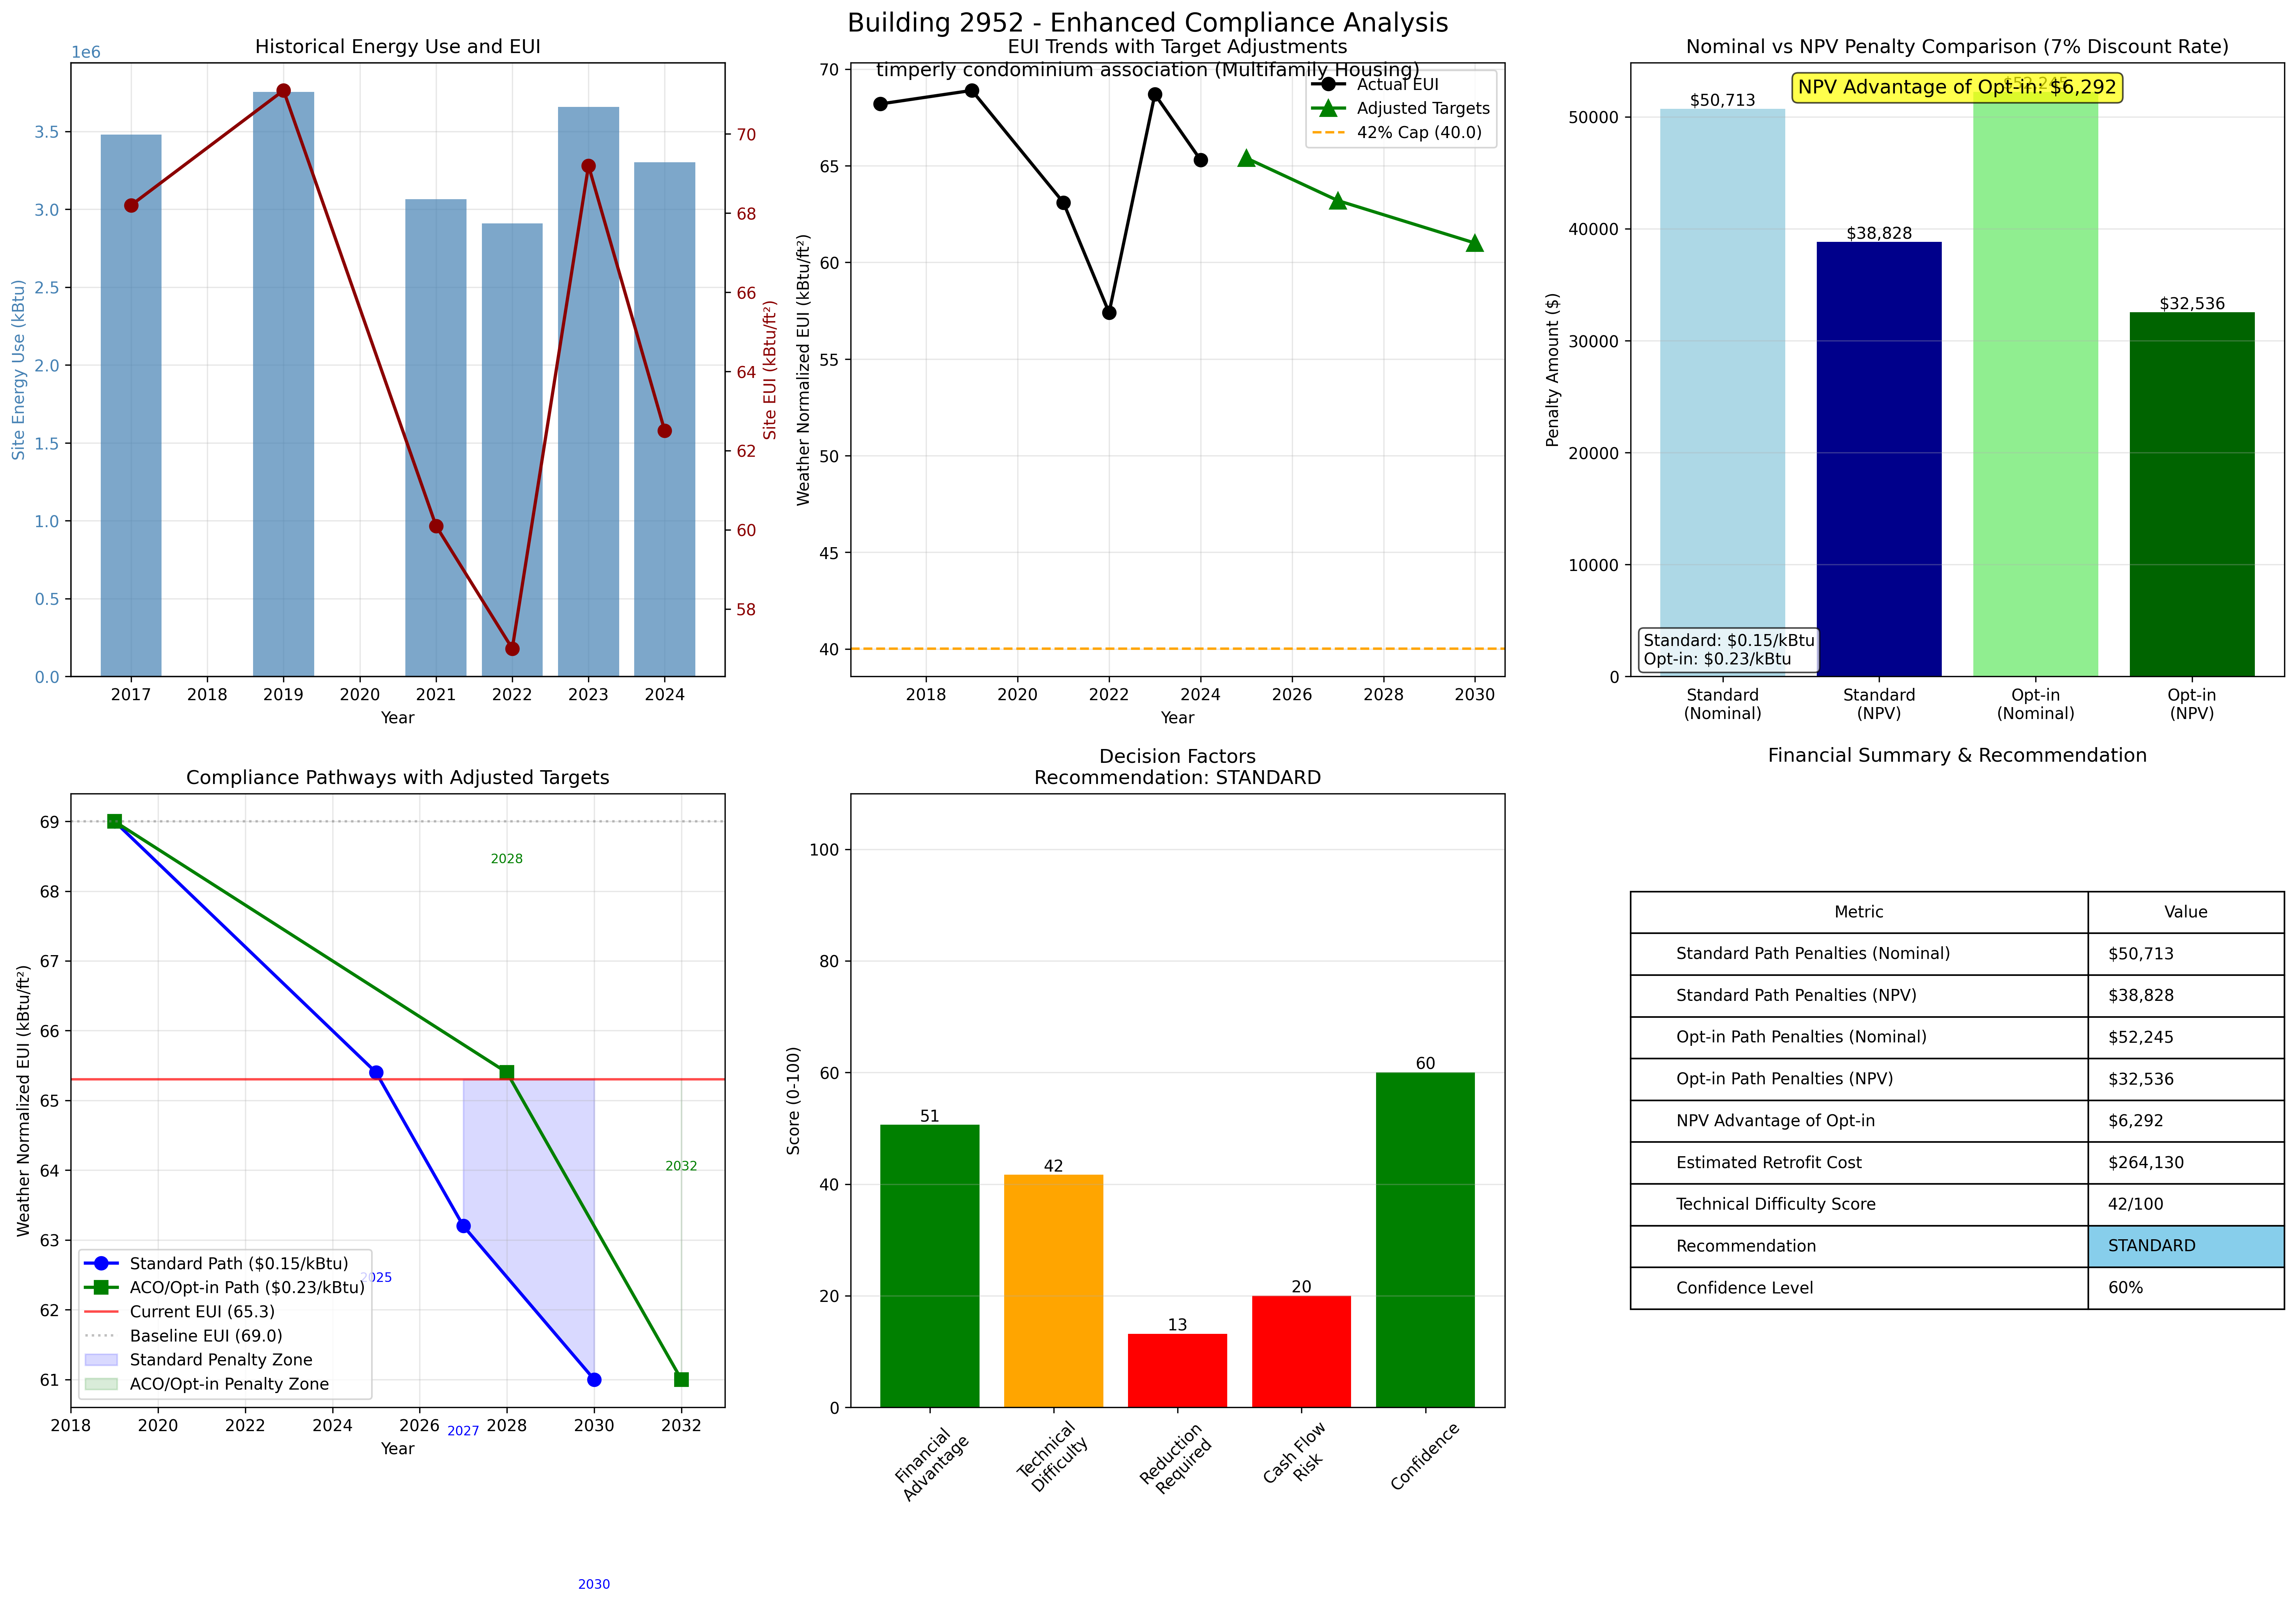 Building 2952 - Enhanced Compliance Analysis
timperly condominium association (Multifamily Housing)
Historical Energy Use and EUI
1e6
3.5
3.0
2.5
2.0
1.5
1.0
0.5
0.0
Site Energy Use (kBtu)
70
68
66
64
62
60
58
Site EUI (kBtu/ft²)
2017 2018 2019 2020 2021 2022 2023 2024
Year
EUI Trends with Target Adjustments
Actual EUI
Adjusted Targets
42% Cap (40.0)
70
65
60
55
50
45
40
Weather Normalized EUI (kBtu/ft²)
2018 2020 2022 2024 2026 2028 2030
Year
Nominal vs NPV Penalty Comparison (7% Discount Rate)
NPV Advantage of Opt-in: $6,292
$50,713
$52,245
$38,828
$32,536
50000
40000
30000
20000
10000
0
Penalty Amount ($)
Standard: $0.15/kBtu
Opt-in: $0.23/kBtu
Standard
(Nominal)
Standard
(NPV)
Opt-in
(Nominal)
Opt-in
(NPV)
Compliance Pathways with Adjusted Targets
69
68
67
66
65
64
63
62
61
Weather Normalized EUI (kBtu/ft²)
2028
2032
2025
2027
2030
Standard Path ($0.15/kBtu)
ACO/Opt-in Path ($0.23/kBtu)
Current EUI (65.3)
Baseline EUI (69.0)
Standard Penalty Zone
ACO/Opt-in Penalty Zone
2018 2020 2022 2024 2026 2028 2030 2032
Year
Decision Factors
Recommendation: STANDARD
100
80
60
40
20
0
Score (0-100)
51
42
13
20
60
Financial
Advantage
Technical
Difficulty
Reduction
Required
Cash Flow
Risk
Confidence
Financial Summary & Recommendation
Metric Value
Standard Path Penalties (Nominal) $50,713
Standard Path Penalties (NPV) $38,828
Opt-in Path Penalties (Nominal) $52,245
Opt-in Path Penalties (NPV) $32,536
NPV Advantage of Opt-in $6,292
Estimated Retrofit Cost $264,130
Technical Difficulty Score 42/100
Recommendation STANDARD
Confidence Level 60%